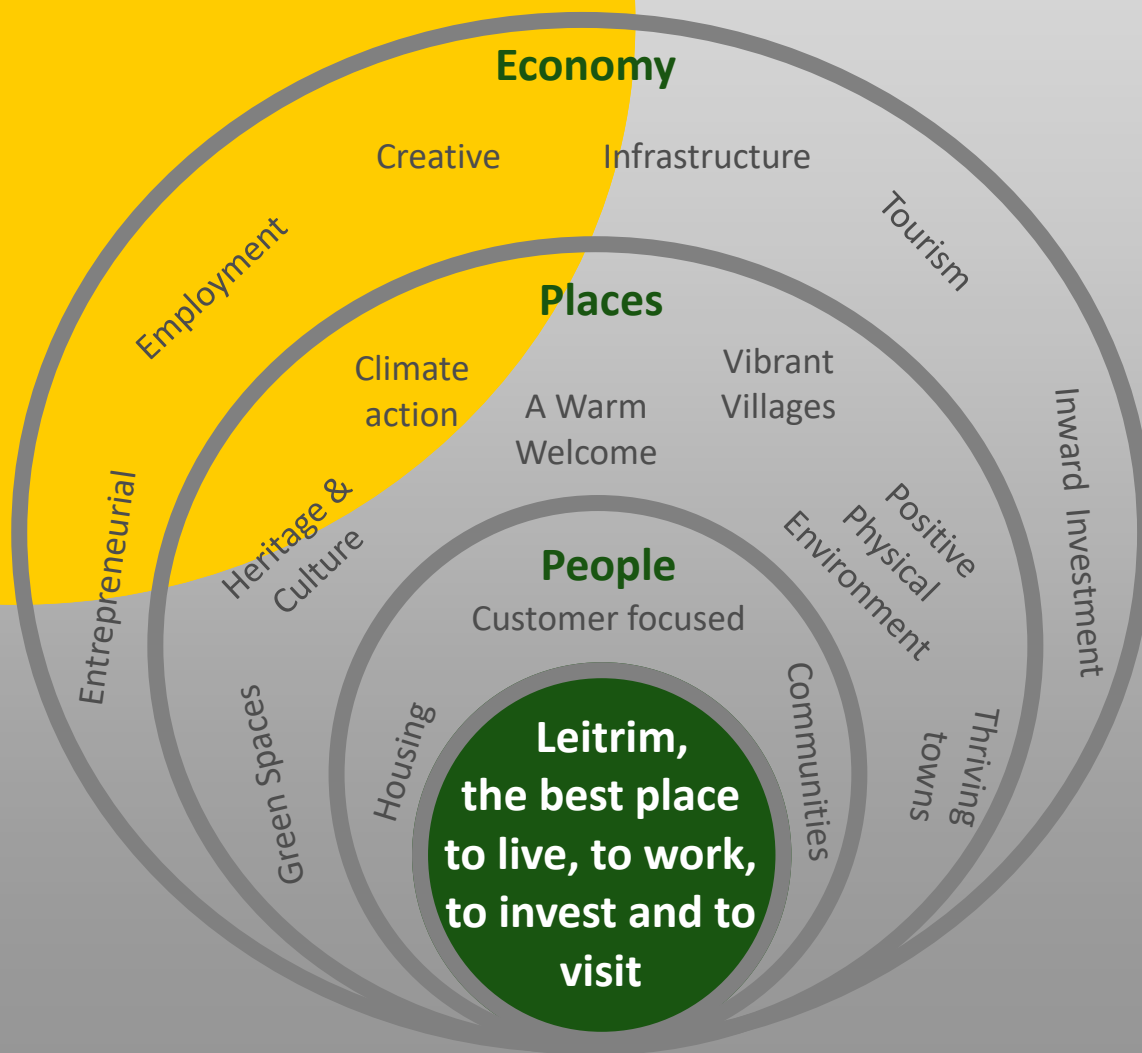 Economy
Creative
Infrastructure
Employment
Tourism
Entrepreneurial
Inward Investment
Places
Climate
action
A Warm
Welcome
Vibrant
Villages
Heritage &
Culture
Positive
Physical
Environment
Green Spaces
Thriving
towns
People
Customer focused
Housing
Communities
Leitrim,
the best place
to live, to work,
to invest and to
visit